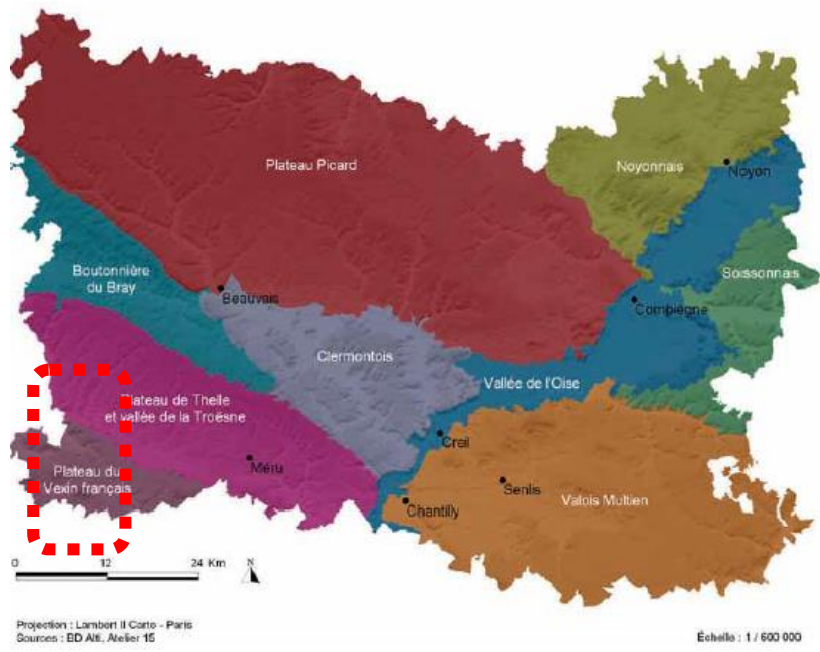 Plateau Picard
Noyonnais
Noyon
Boutonnière
du Bray
Soissonnais
Beauvais
Compiègne
Clermontois
Vallée de l'Oise
Plateau de Thelle
et vallée de la Troësne
Creil
Plateau du
Vexin français
Méru
Senlis
Valois Multien
Chantilly
0 12 24 Km
N
Projection : Lambert II Carto - Paris
Sources : BD Alti, Atelier 15
Échelle : 1 / 600 000